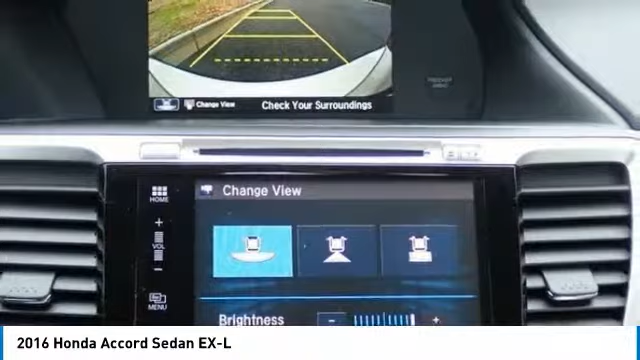 Change View
Check Your Surroundings
HOME
Change View
+
VOL
-
MENU
Brightness - +
2016 Honda Accord Sedan EX-L